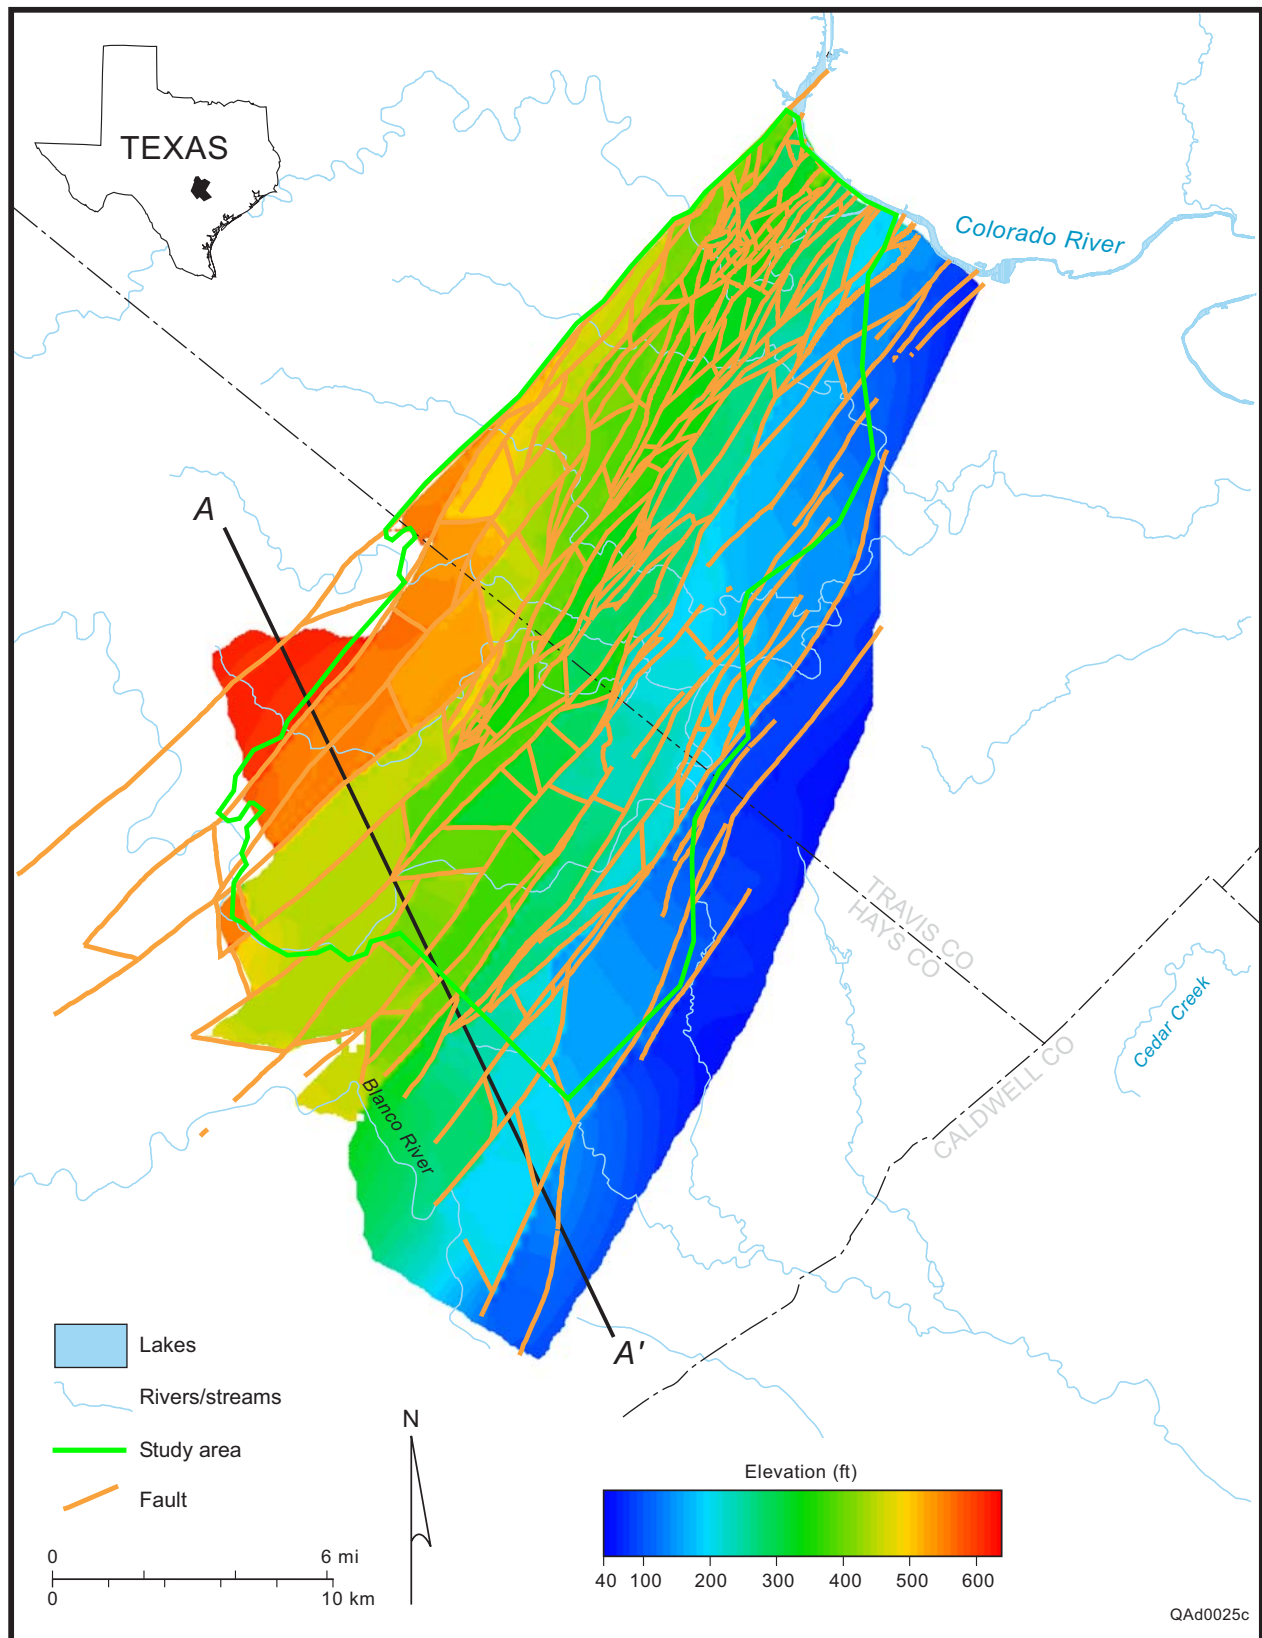 TEXAS
Colorado River
A
TRAVIS CO
HAYS CO
Cedar Creek
CALDWELL CO
Blanco River
A'
Lakes
Rivers/streams
Study area
Fault
0 6 mi
0 10 km
N
Elevation (ft)
40 100 200 300 400 500 600
QAd0025c